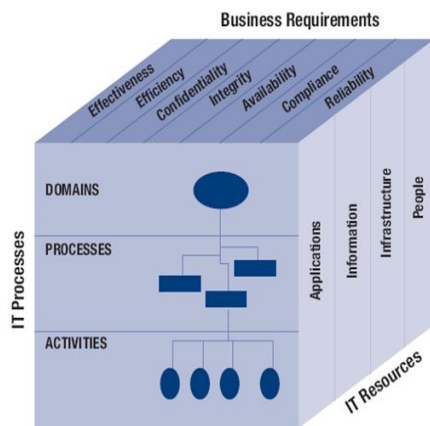 Business Requirements
Effectiveness
Efficiency
Confidentiality
Integrity
Availability
Compliance
Reliability
IT Processes
DOMAINS
PROCESSES
ACTIVITIES
Applications
Information
Infrastructure
People
IT Resources